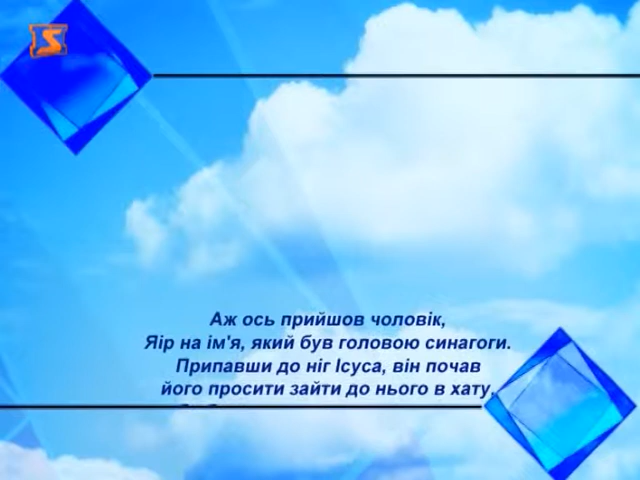 Аж ось прийшов чоловік,
Яір на ім'я, який був головою синагоги.
Припавши до ніг Ісуса, він почав
його просити зайти до нього в хату,